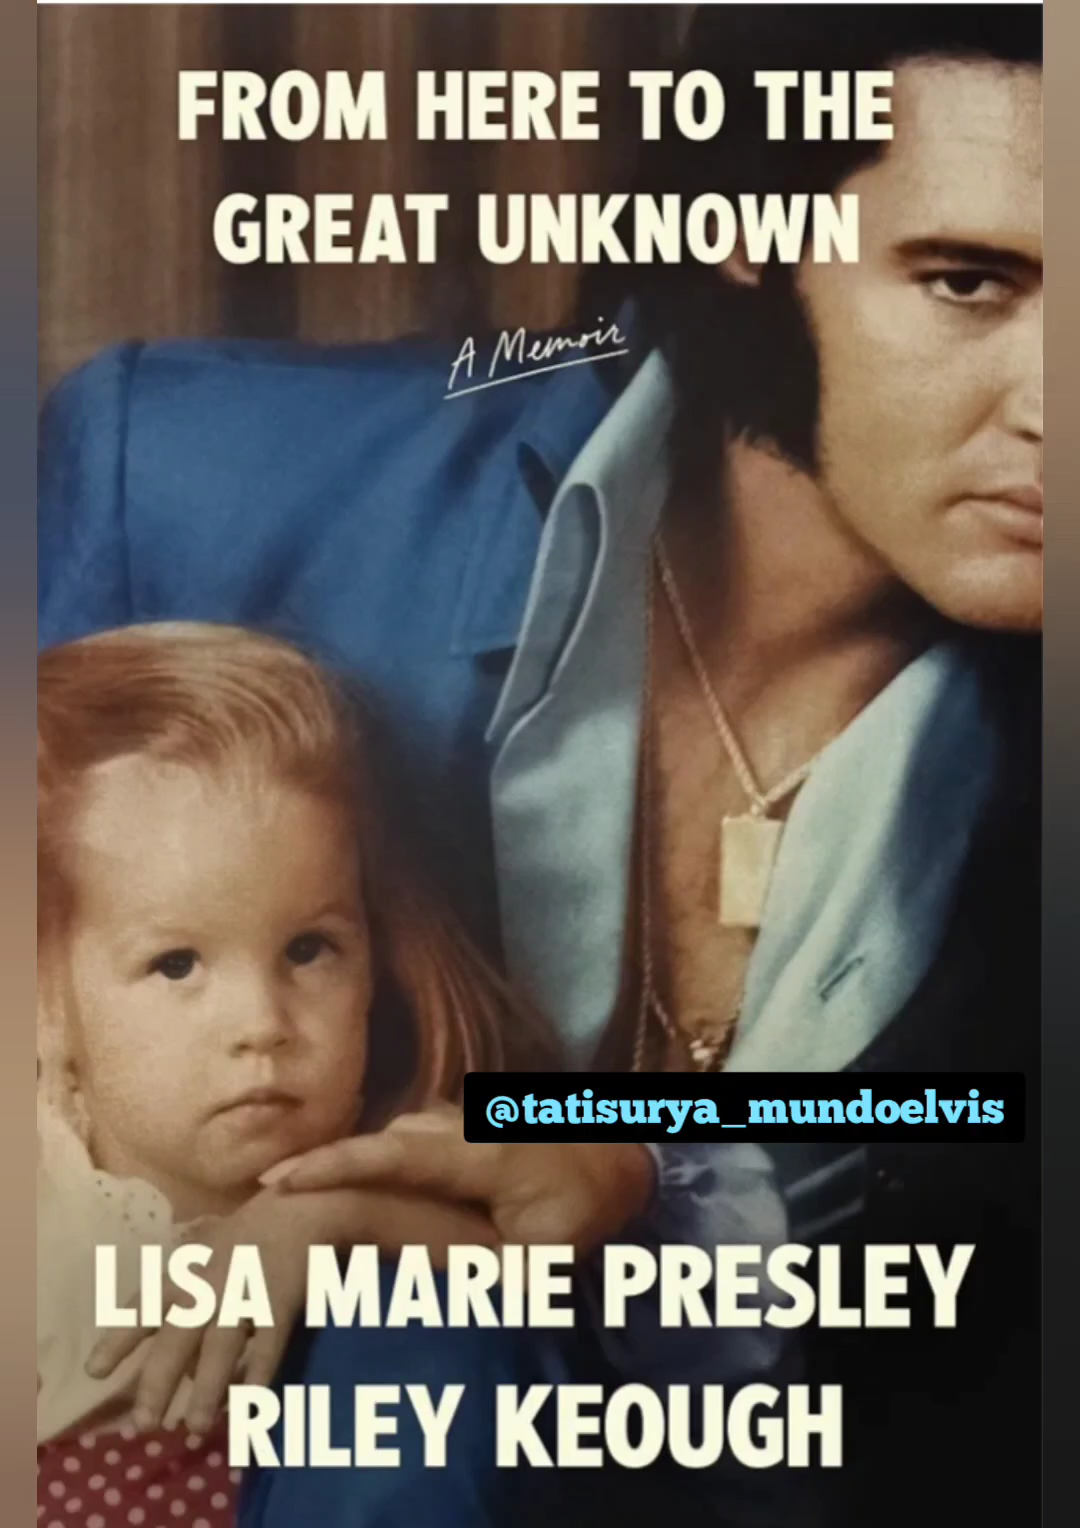 FROM HERE TO THE
GREAT UNKNOWN
A Memoir
@tatisurya_mundoelvis
LISA MARIE PRESLEY
RILEY KEOUGH